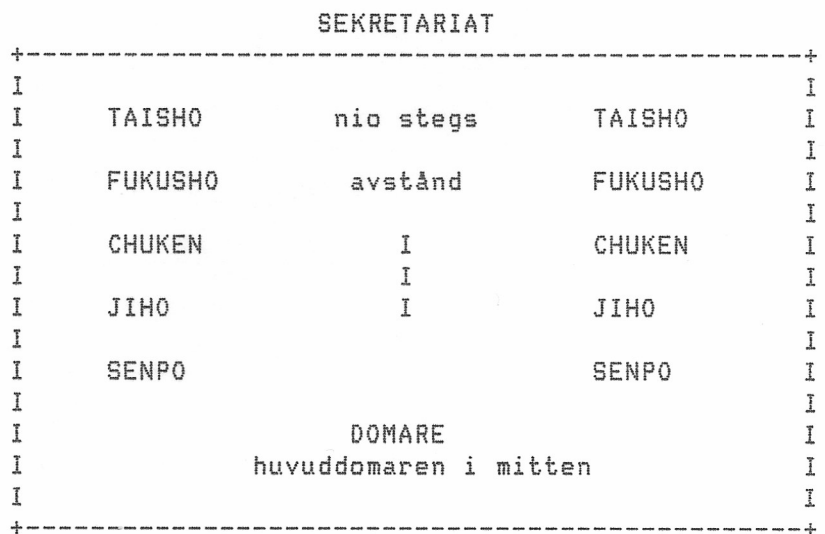 SEKRETARIAT
+--------------------------------------------------+
I I
I TAISHO nio stegs TAISHO I
I I
I FUKUSHO avstånd FUKUSHO I
I I
I CHUKEN I CHUKEN I
I I I
I JIHO I JIHO I
I I
I SENPO SENPO I
I I
I DOMARE I
I huvuddomaren i mitten I
I I
+--------------------------------------------------+